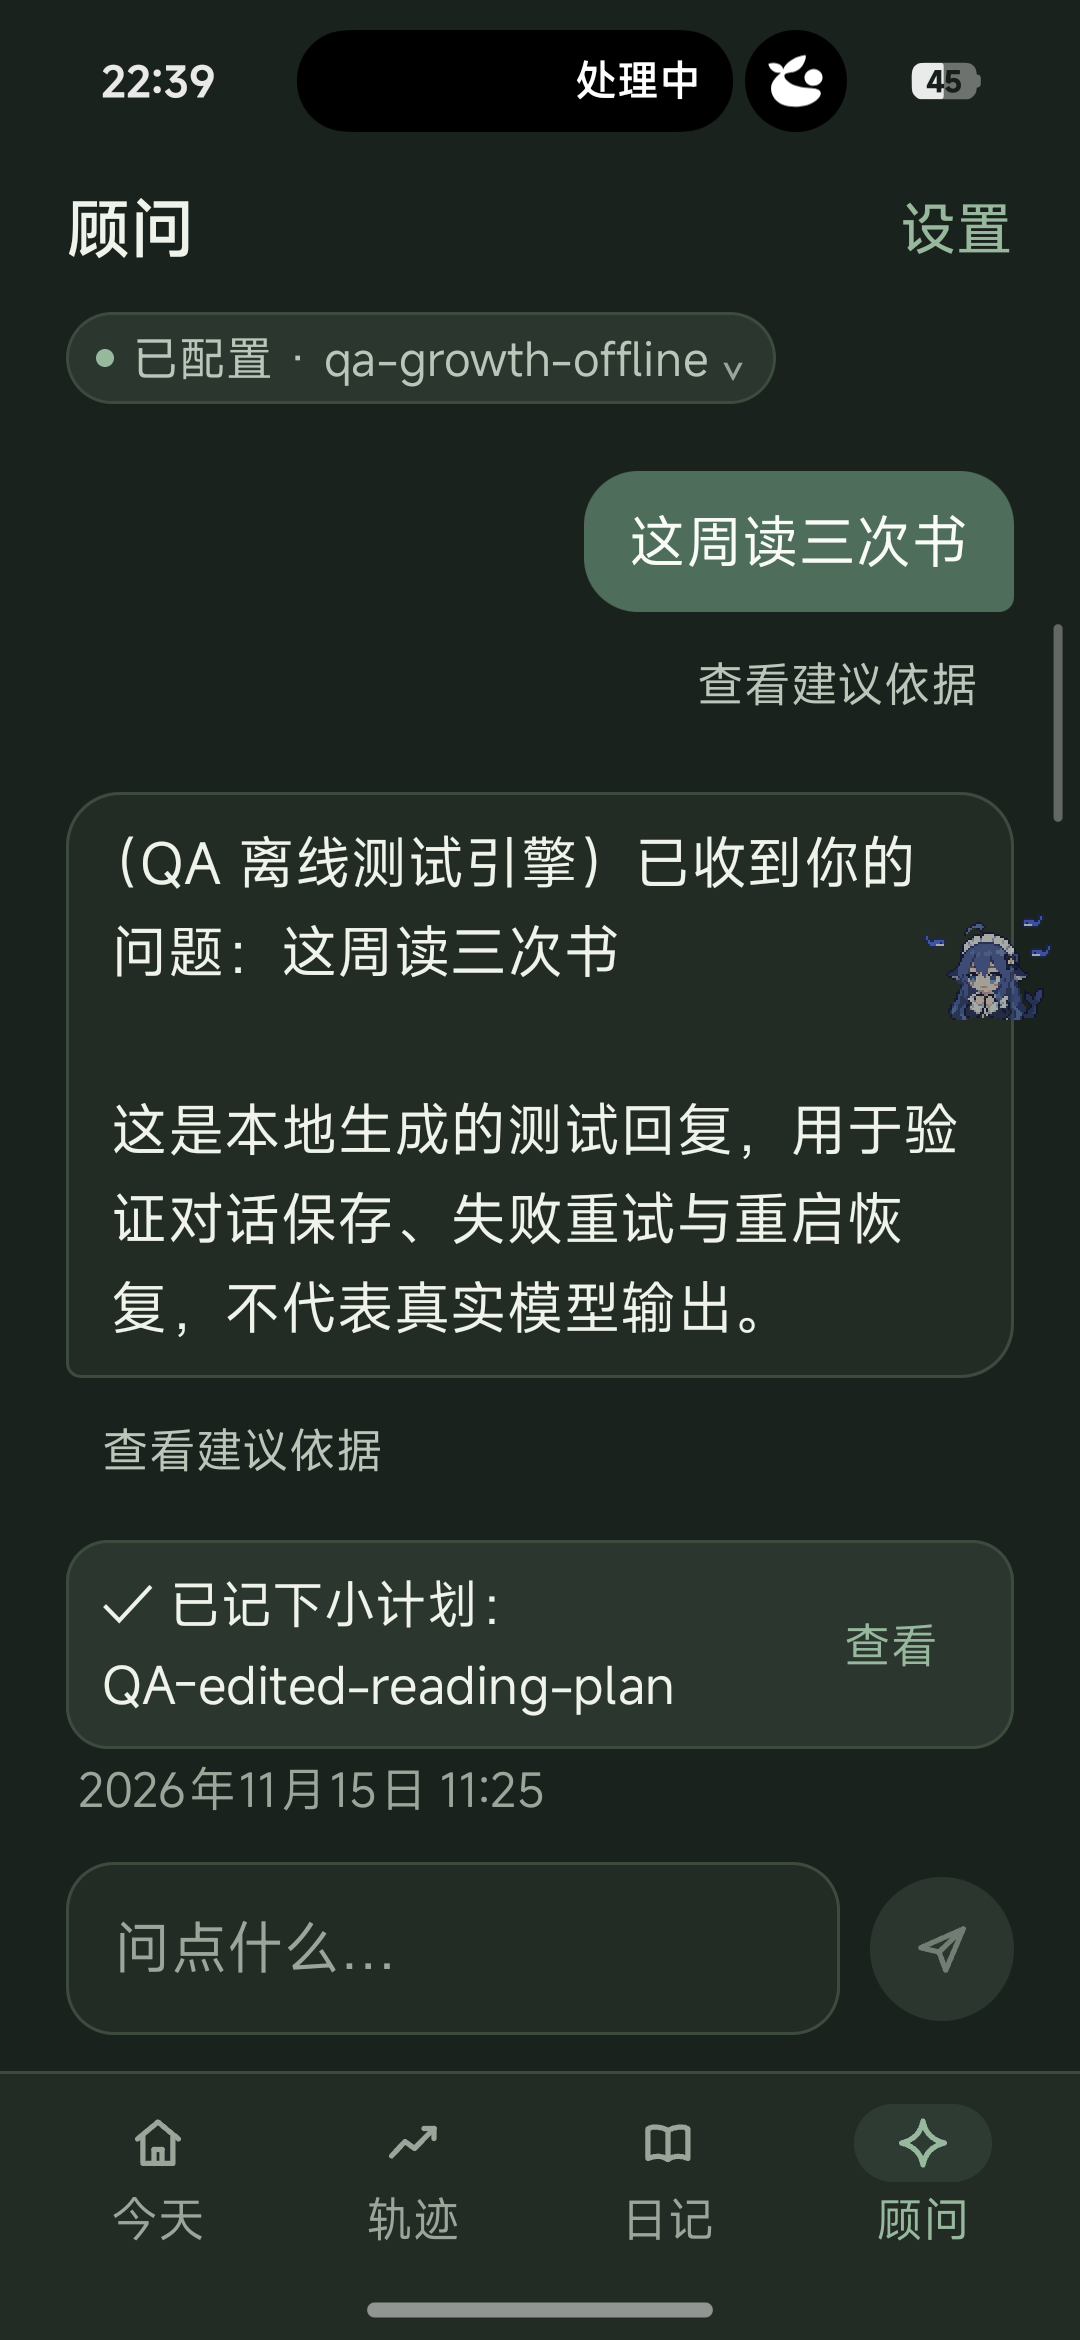 22:39
处理中
45
顾问
设置
已配置 · qa-growth-offline
这周读三次书
查看建议依据
（QA 离线测试引擎）已收到你的
问题：这周读三次书
这是本地生成的测试回复，用于验
证对话保存、失败重试与重启恢
复，不代表真实模型输出。
查看建议依据
已记下小计划：
QA-edited-reading-plan
查看
2026年11月15日 11:25
问点什么...
今天
轨迹
日记
顾问